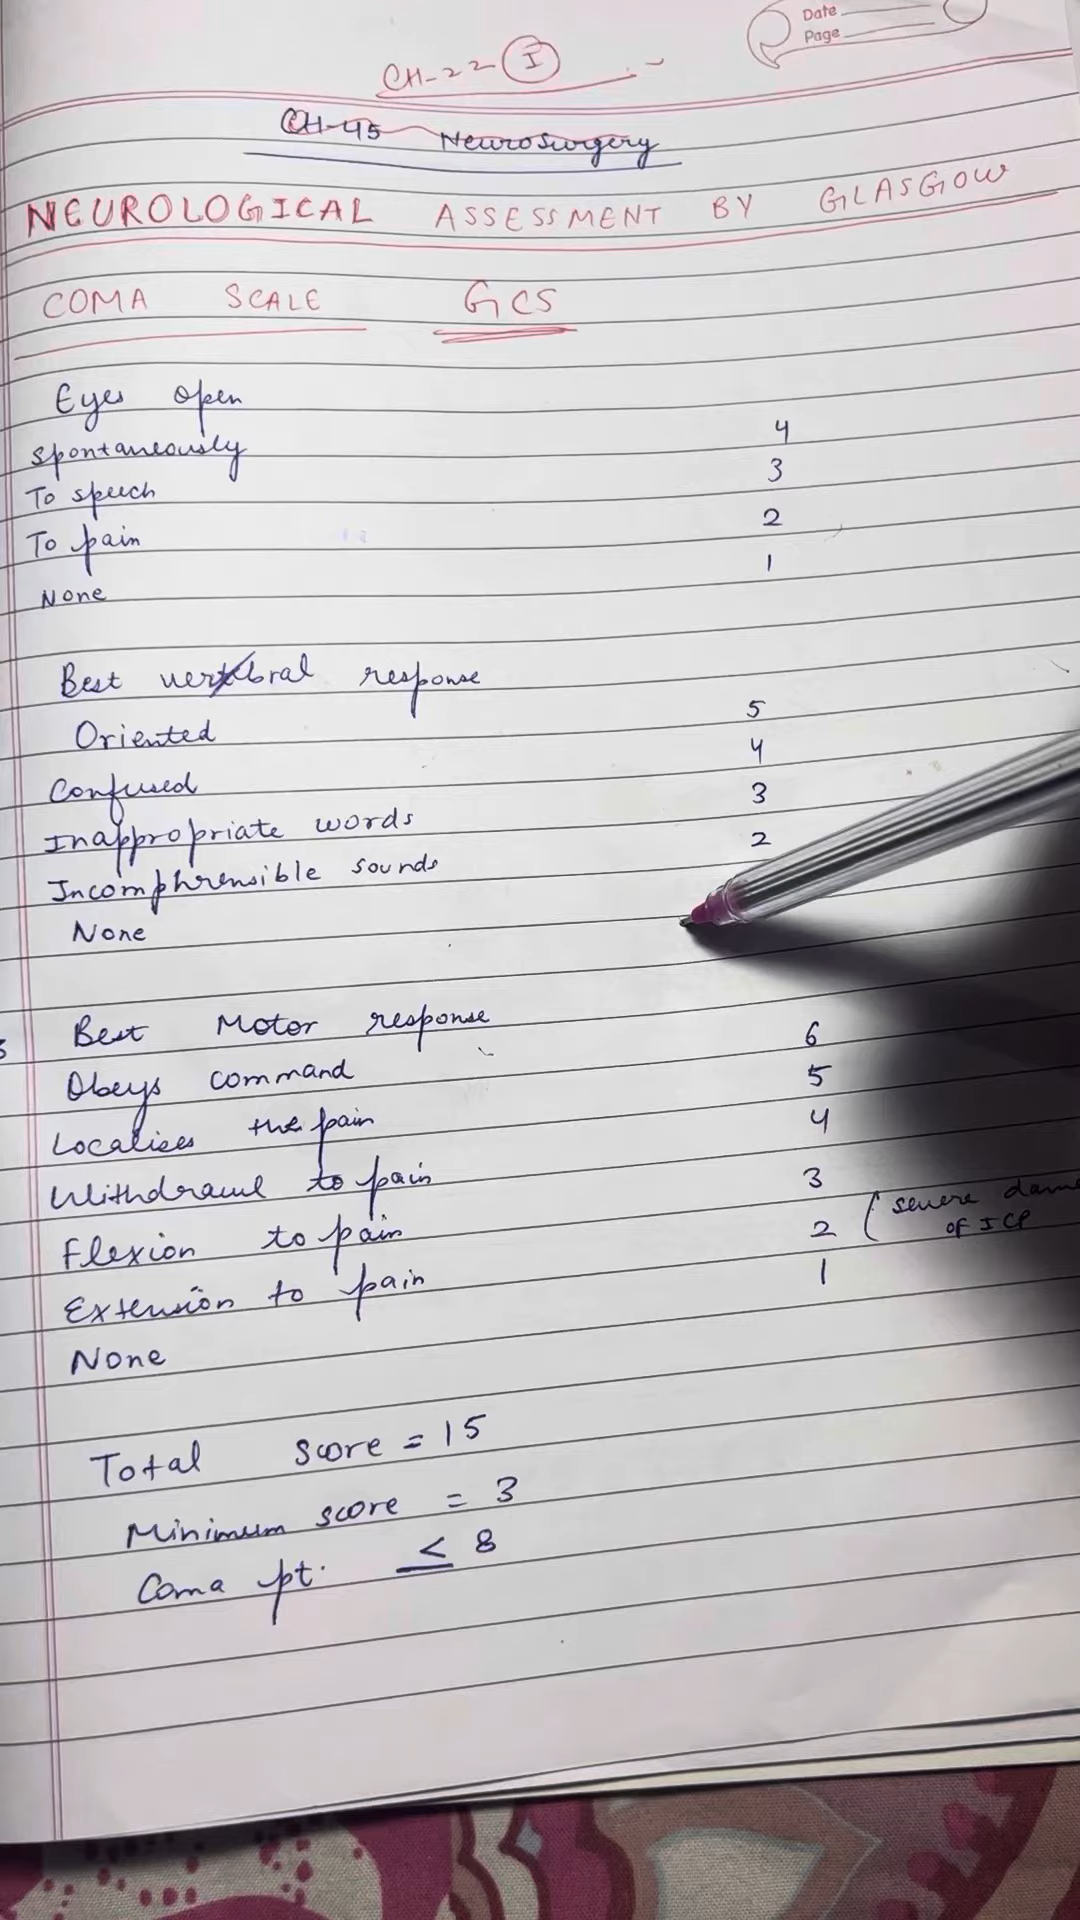 Date
Page
CH-22 I
CH-45 Neurosurgery
NEUROLOGICAL ASSESSMENT BY GLASGOW
COMA SCALE GCS
Eyes open
spontaneously 4
To speech 3
To pain 2
None 1
Best verbral response
Oriented 5
Confused 4
Inappropriate words 3
Incomphrensible sounds 2
None
Best Motor response
Obeys command 6
Localises the pain 5
Withdrawl to pain 4
Flexion to pain 3
Extension to pain 2 (severe dam
of ICP
None 1
Total score = 15
Minimum score = 3
Coma pt. ≤ 8